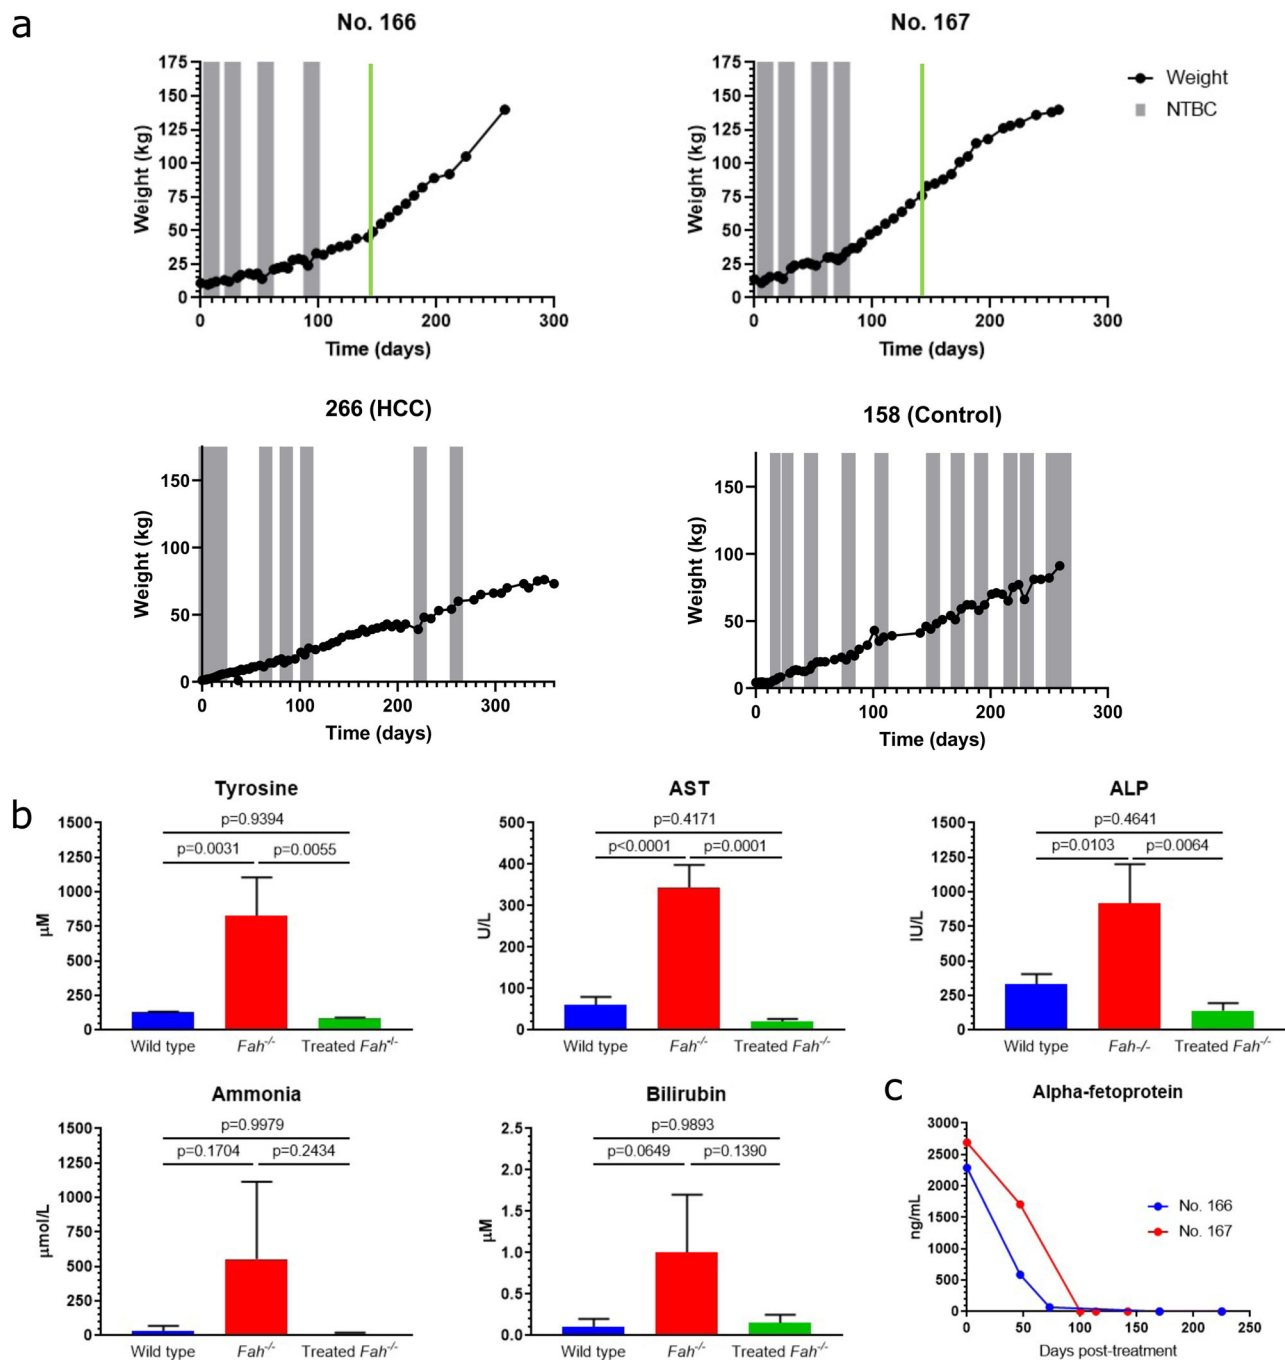 a
No. 166
175
150
125
100
75
50
25
0
Weight (kg)
0 100 200 300
Time (days)
No. 167
175
150
125
100
75
50
25
0
Weight (kg)
0 100 200 300
Time (days)
Weight
NTBC
266 (HCC)
150
100
50
0
Weight (kg)
0 100 200 300
Time (days)
158 (Control)
150
100
50
0
Weight (kg)
0 100 200 300
Time (days)
b
Tyrosine
p=0.9394
p=0.0031 p=0.0055
1500
1250
1000
750
500
250
0
µM
Wild type Fah-/- Treated Fah-/-
AST
p=0.4171
p<0.0001 p=0.0001
500
400
300
200
100
0
U/L
Wild type Fah-/- Treated Fah-/-
ALP
p=0.4641
p=0.0103 p=0.0064
1500
1250
1000
750
500
250
0
IU/L
Wild type Fah-/- Treated Fah-/-
Ammonia
p=0.9979
p=0.1704 p=0.2434
1500
1250
1000
750
500
250
0
µmol/L
Wild type Fah-/- Treated Fah-/-
Bilirubin
p=0.9893
p=0.0649 p=0.1390
2.5
2.0
1.5
1.0
0.5
0.0
µM
Wild type Fah-/- Treated Fah-/-
c
Alpha-fetoprotein
3000
2500
2000
1500
1000
500
0
ng/mL
No. 166
No. 167
0 50 100 150 200 250
Days post-treatment